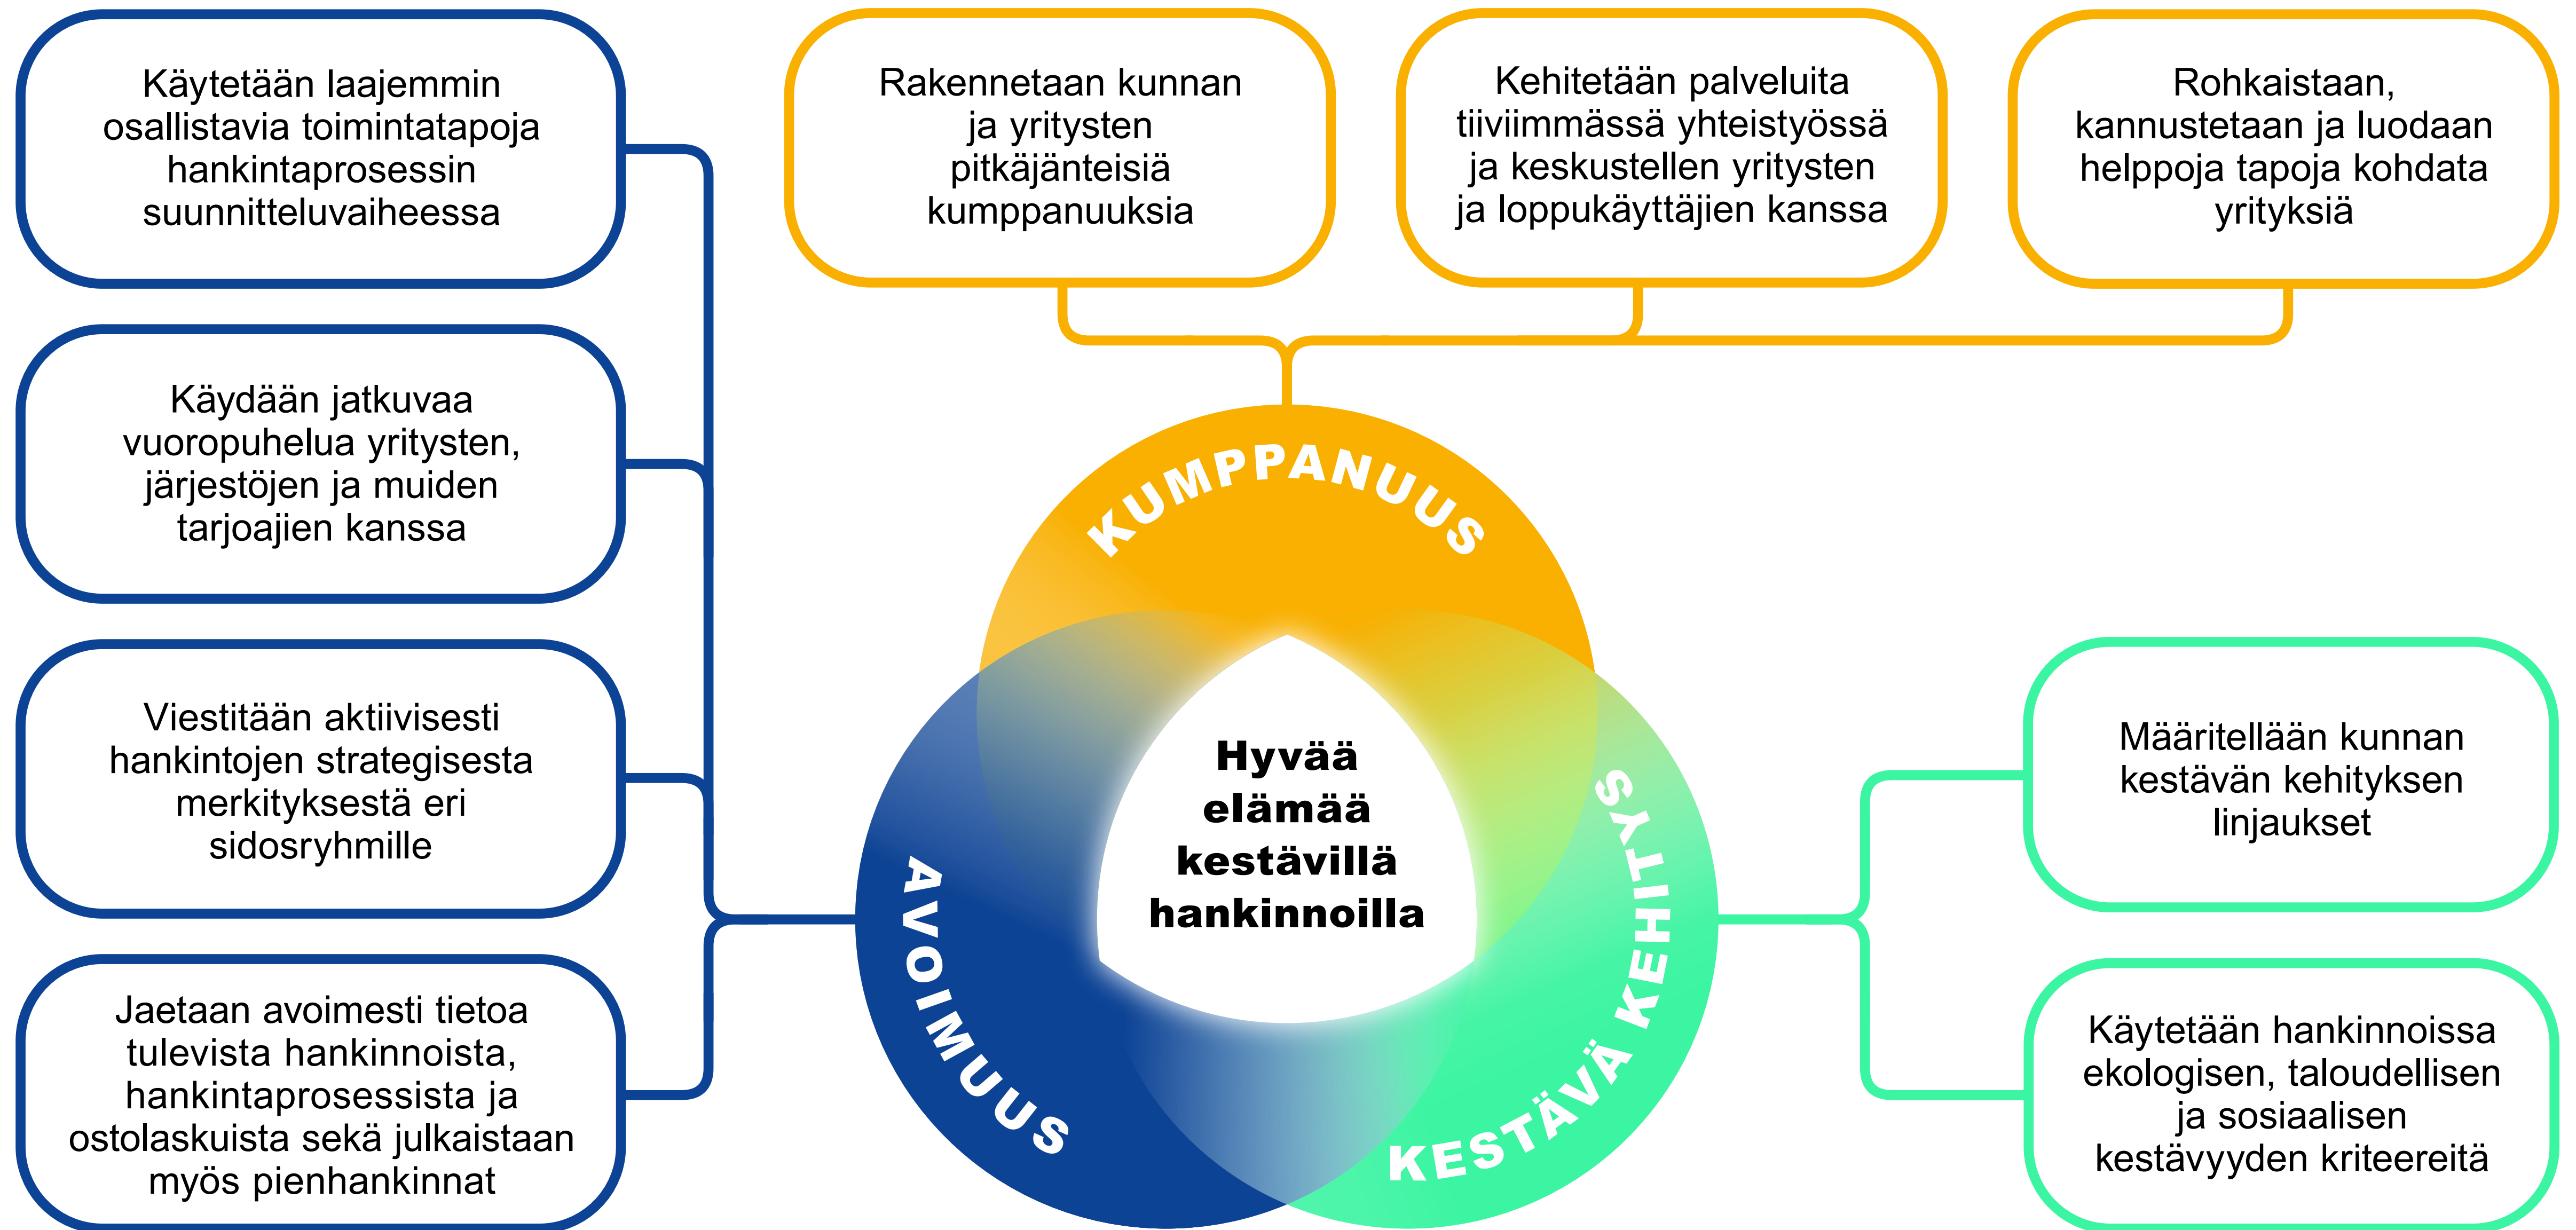 Käytetään laajemmin
osallistavia toimintatapoja
hankintaprosessin
suunnitteluvaiheessa
Käydään jatkuvaa
vuoropuhelua yritysten,
järjestöjen ja muiden
tarjoajien kanssa
Viestitään aktiivisesti
hankintojen strategisesta
merkityksestä eri
sidosryhmille
Jaetaan avoimesti tietoa
tulevista hankinnoista,
hankintaprosessista ja
ostolaskuista sekä julkaistaan
myös pienhankinnat
Rakennetaan kunnan
ja yritysten
pitkäjänteisiä
kumppanuuksia
Kehitetään palveluita
tiiviimmässä yhteistyössä
ja keskustellen yritysten
ja loppukäyttäjien kanssa
Rohkaistaan,
kannustetaan ja luodaan
helppoja tapoja kohdata
yrityksiä
KUMPPANUUS
AVOIMUUS
KESTÄVÄ KEHITYS
Hyvää
elämää
kestävillä
hankinnoilla
Määritellään kunnan
kestävän kehityksen
linjaukset
Käytetään hankinnoissa
ekologisen, taloudellisen
ja sosiaalisen
kestävyyden kriteereitä